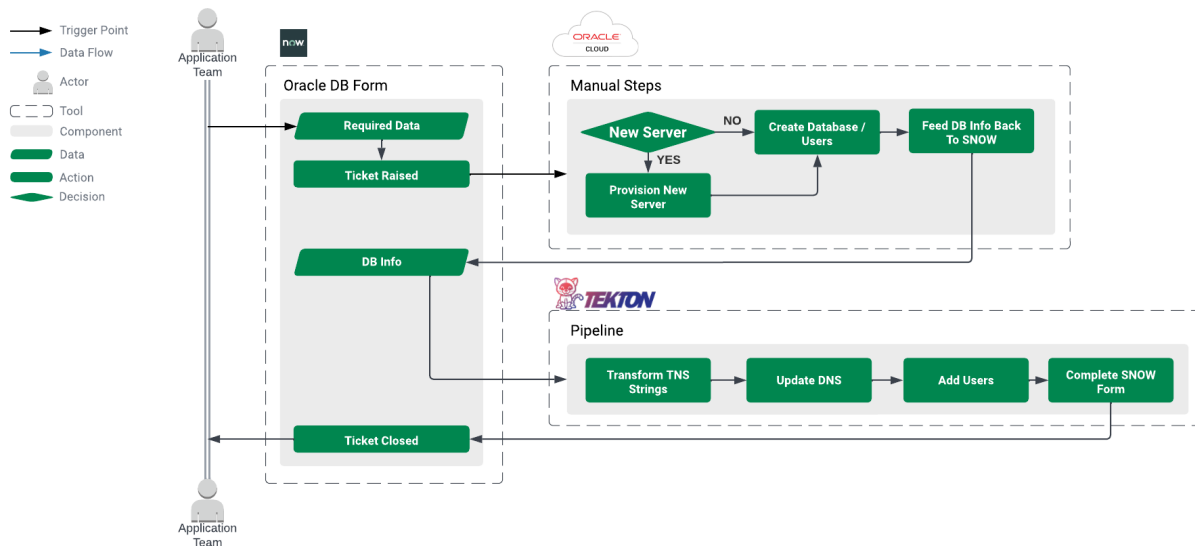 Trigger Point
Data Flow
Actor
Tool
Component
Data
Action
Decision
Application
Team
now
Oracle DB Form
Required Data
Ticket Raised
DB Info
Ticket Closed
ORACLE
CLOUD
Manual Steps
New Server
NO
YES
Provision New
Server
Create Database /
Users
Feed DB Info Back
To SNOW
TEKTON
Pipeline
Transform TNS
Strings
Update DNS
Add Users
Complete SNOW
Form
Application
Team